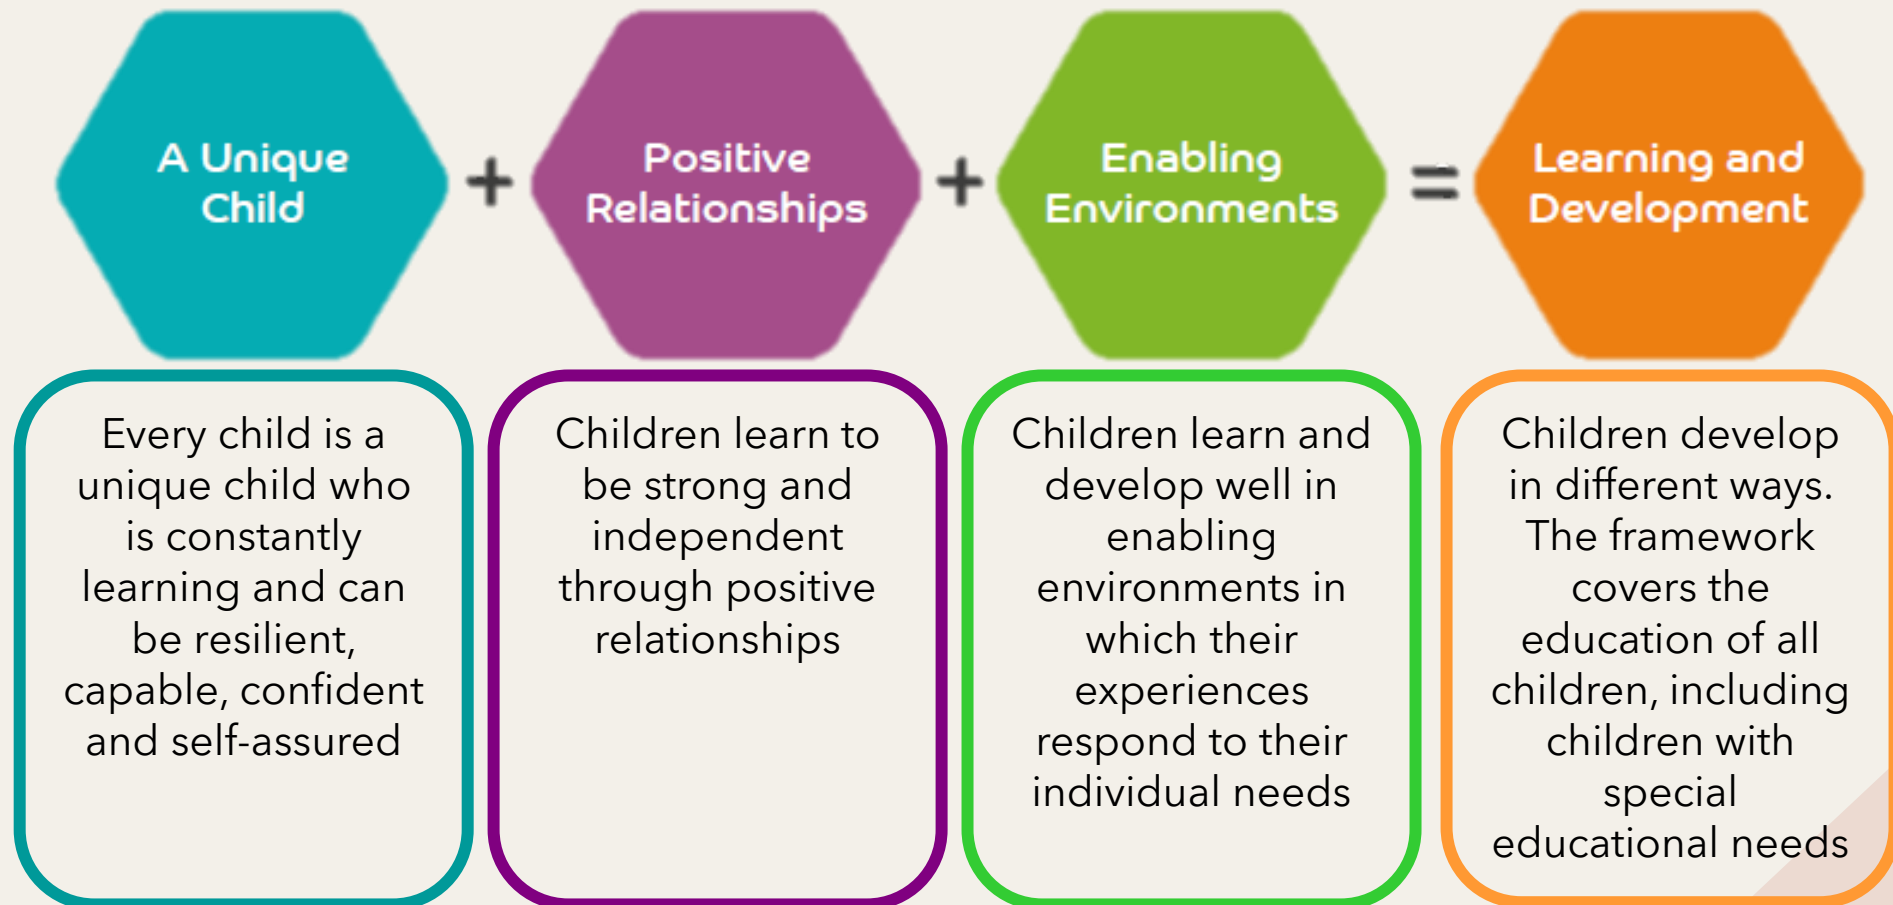 A Unique
Child
+
Positive
Relationships
+
Enabling
Environments
=
Learning and
Development
Every child is a
unique child who
is constantly
learning and can
be resilient,
capable, confident
and self-assured
Children learn to
be strong and
independent
through positive
relationships
Children learn and
develop well in
enabling
environments in
which their
experiences
respond to their
individual needs
Children develop
in different ways.
The framework
covers the
education of all
children, including
children with
special
educational needs